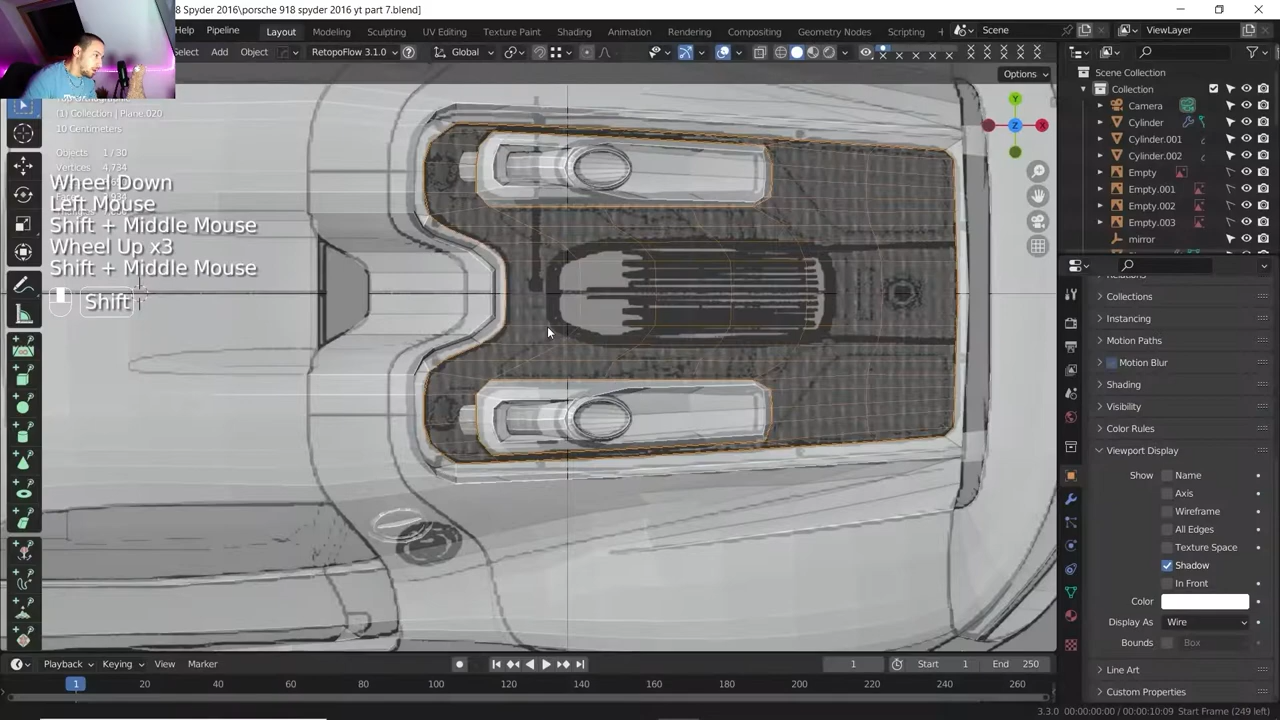 8 Spyder 2016\porsche 918 spyder 2016 yt part 7.blend]
Help Pipeline Layout Sculpting UV Editing Texture Paint Shading Animation Rendering Compositing Geometry Nodes Scripting + Scene ViewLayer
Select Add Object RetopoFlow 3.1.0 Global
Options
(1) Collection | Plane.020
10 Centimeters
Objects 1 / 30
Vertices 4,734
Wheel Down
Left Mouse
Shift + Middle Mouse
Wheel Up x3
Shift + Middle Mouse
Shift
Y
X
Z
Scene Collection
Collection
Camera
Cylinder
Cylinder.001
Cylinder.002
Empty
Empty.001
Empty.002
Empty.003
mirror
Relations
Collections
Instancing
Motion Paths
Motion Blur
Shading
Visibility
Color Rules
Viewport Display
Show Name
Axis
Wireframe
All Edges
Texture Space
Shadow
In Front
Color
Display As Wire
Bounds Box
Line Art
Custom Properties
Playback Keying View Marker 1 Start 1 End 250
1 20 40 60 80 100 120 140 160 180 200 220 240 260
3.3.0 00:00:00:00 / 00:00:10:09 Start Frame (249 left)